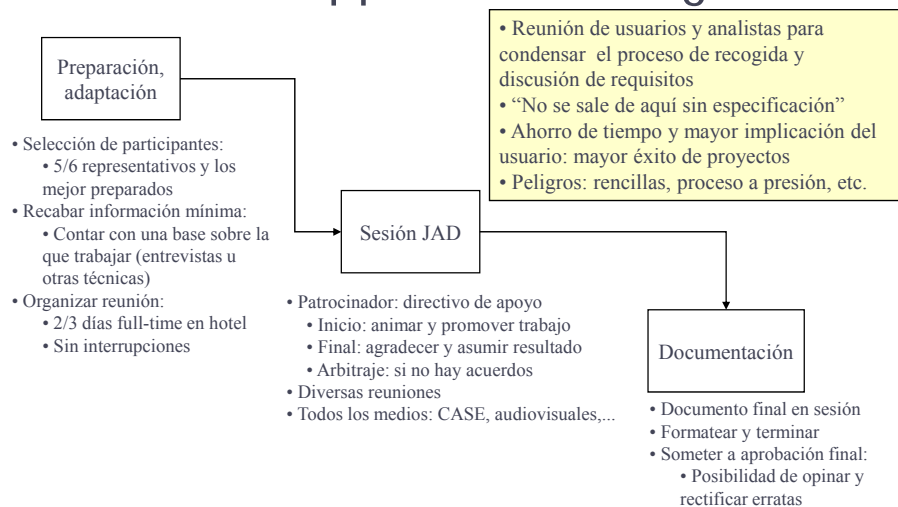 • Reunión de usuarios y analistas para
condensar el proceso de recogida y
discusión de requisitos
• “No se sale de aquí sin especificación”
• Ahorro de tiempo y mayor implicación del
usuario: mayor éxito de proyectos
• Peligros: rencillas, proceso a presión, etc.
Preparación,
adaptación
• Selección de participantes:
• 5/6 representativos y los
mejor preparados
• Recabar información mínima:
• Contar con una base sobre la
que trabajar (entrevistas u
otras técnicas)
• Organizar reunión:
• 2/3 días full-time en hotel
• Sin interrupciones
Sesión JAD
• Patrocinador: directivo de apoyo
• Inicio: animar y promover trabajo
• Final: agradecer y asumir resultado
• Arbitraje: si no hay acuerdos
• Diversas reuniones
• Todos los medios: CASE, audiovisuales,...
Documentación
• Documento final en sesión
• Formatear y terminar
• Someter a aprobación final:
• Posibilidad de opinar y
rectificar erratas